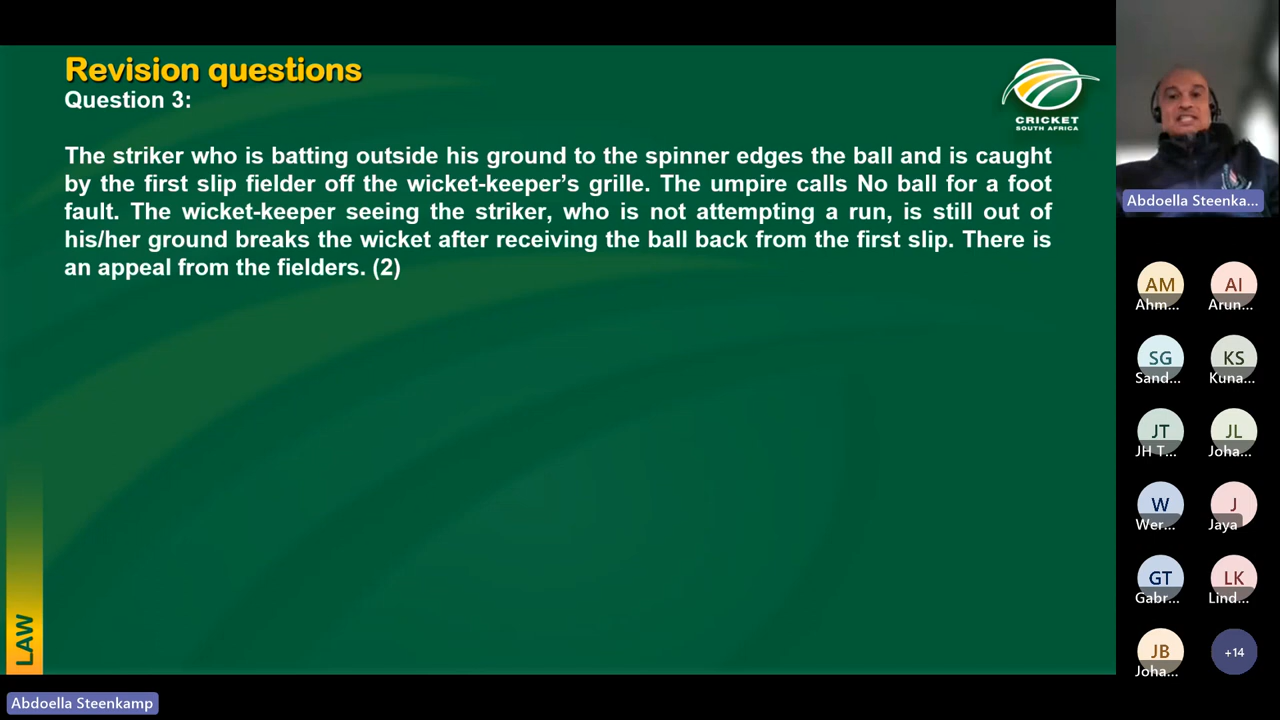 Revision questions
Question 3:
The striker who is batting outside his ground to the spinner edges the ball and is caught
by the first slip fielder off the wicket-keeper’s grille. The umpire calls No ball for a foot
fault. The wicket-keeper seeing the striker, who is not attempting a run, is still out of
his/her ground breaks the wicket after receiving the ball back from the first slip. There is
an appeal from the fielders. (2)
CRICKET
SOUTH AFRICA
LAW
Abdoella Steenkamp
Abdoella Steenka...
AM
Ahm...
AI
Arun...
SG
Sand...
KS
Kuna...
JT
JH T...
JL
Joha...
W
Wer...
J
Jaya
GT
Gabr...
LK
Lind...
JB
Joha...
+14